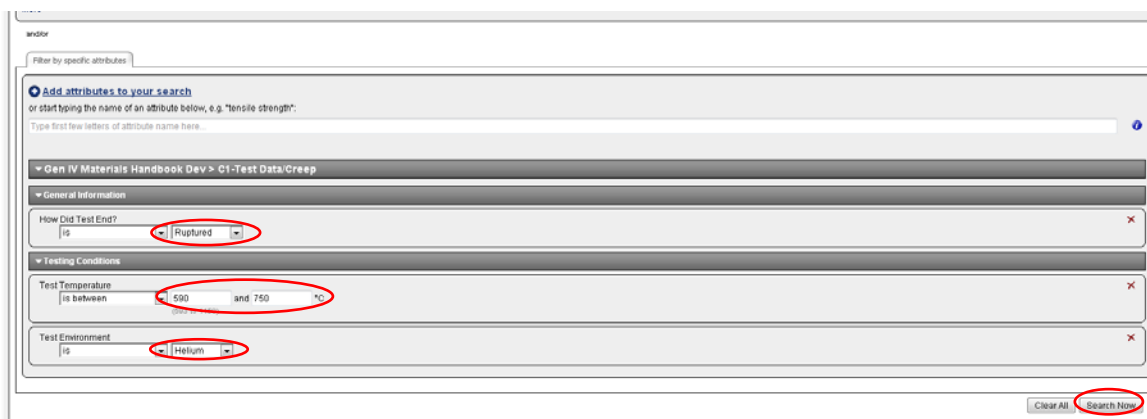 and/or
Filter by specific attributes
Add attributes to your search
or start typing the name of an attribute below, e.g. "tensile strength":
Type first few letters of attribute name here...
Gen IV Materials Handbook Dev > C1-Test Data/Creep
General Information
How Did Test End?
is Ruptured
Testing Conditions
Test Temperature
is between 590 and 750 °C
Test Environment
is Helium
Clear All Search Now